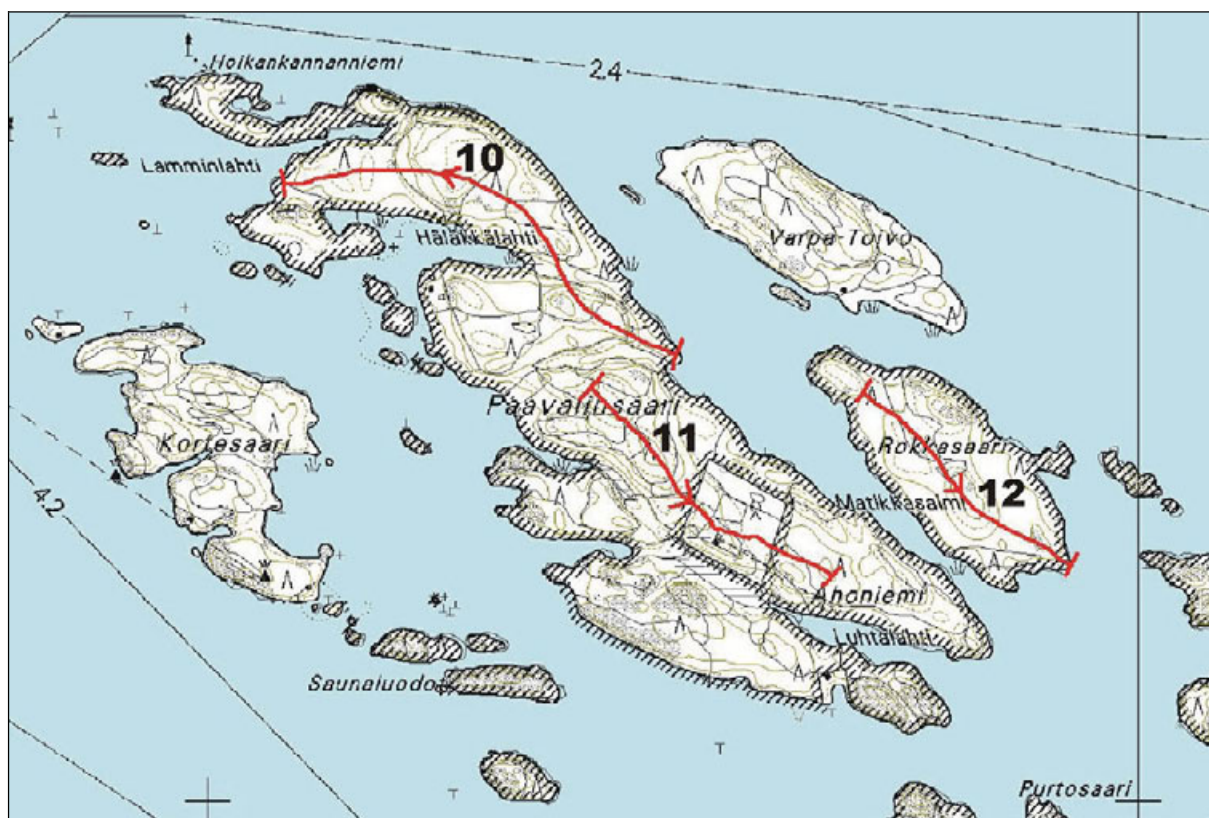 Hoikankannanniemi
2.4
10
Lamminlahti
Varpa-Toivo
Häläkkälahti
Paavalinsaari
11
Kortesaari
Rokkasaari
12
Matikkasalmi
4.2
Ahoniemi
Luhtalahti
Saunaluodot
Purtosaari